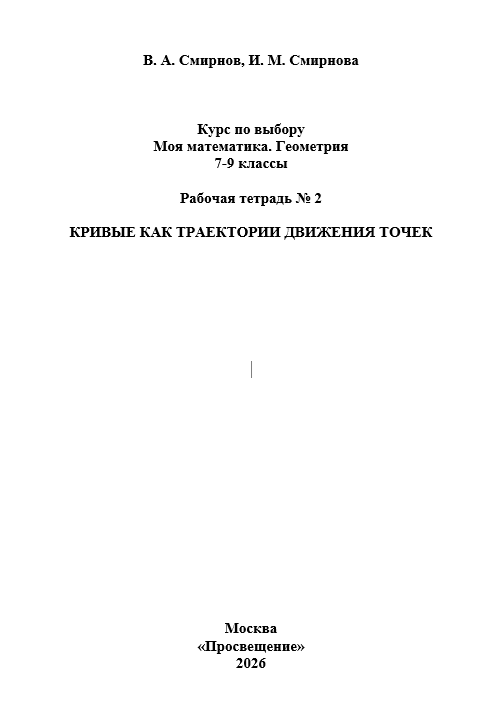 В. А. Смирнов, И. М. Смирнова
Курс по выбору
Моя математика. Геометрия
7-9 классы
Рабочая тетрадь № 2
КРИВЫЕ КАК ТРАЕКТОРИИ ДВИЖЕНИЯ ТОЧЕК
Москва
«Просвещение»
2026